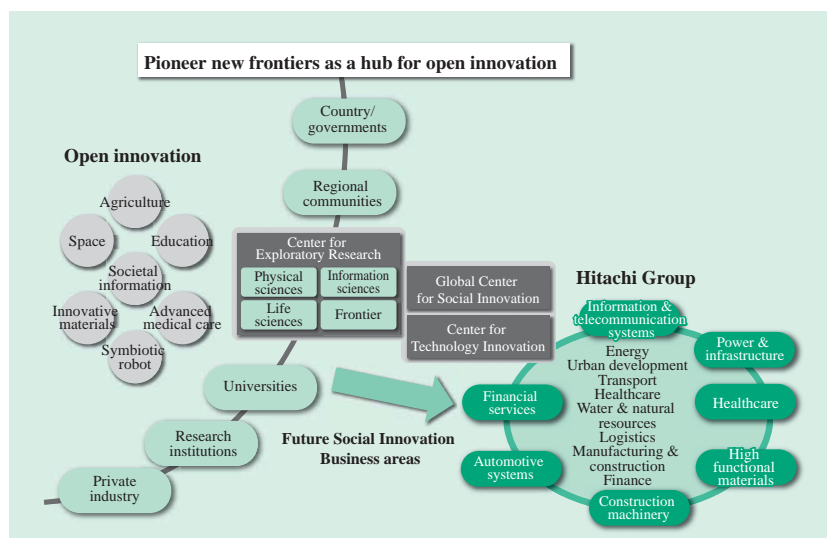 Pioneer new frontiers as a hub for open innovation
Country/
governments
Regional
communities
Open innovation
Agriculture
Space
Education
Societal
information
Innovative
materials
Advanced
medical care
Symbiotic
robot
Center for
Exploratory Research
Physical
sciences
Information
sciences
Life
sciences
Frontier
Global Center
for Social Innovation
Center for
Technology Innovation
Universities
Research
institutions
Private
industry
Future Social Innovation
Business areas
Hitachi Group
Information &
telecommunication
systems
Power &
infrastructure
Healthcare
High
functional
materials
Construction
machinery
Automotive
systems
Financial
services
Energy
Urban development
Transport
Healthcare
Water & natural
resources
Logistics
Manufacturing &
construction
Finance